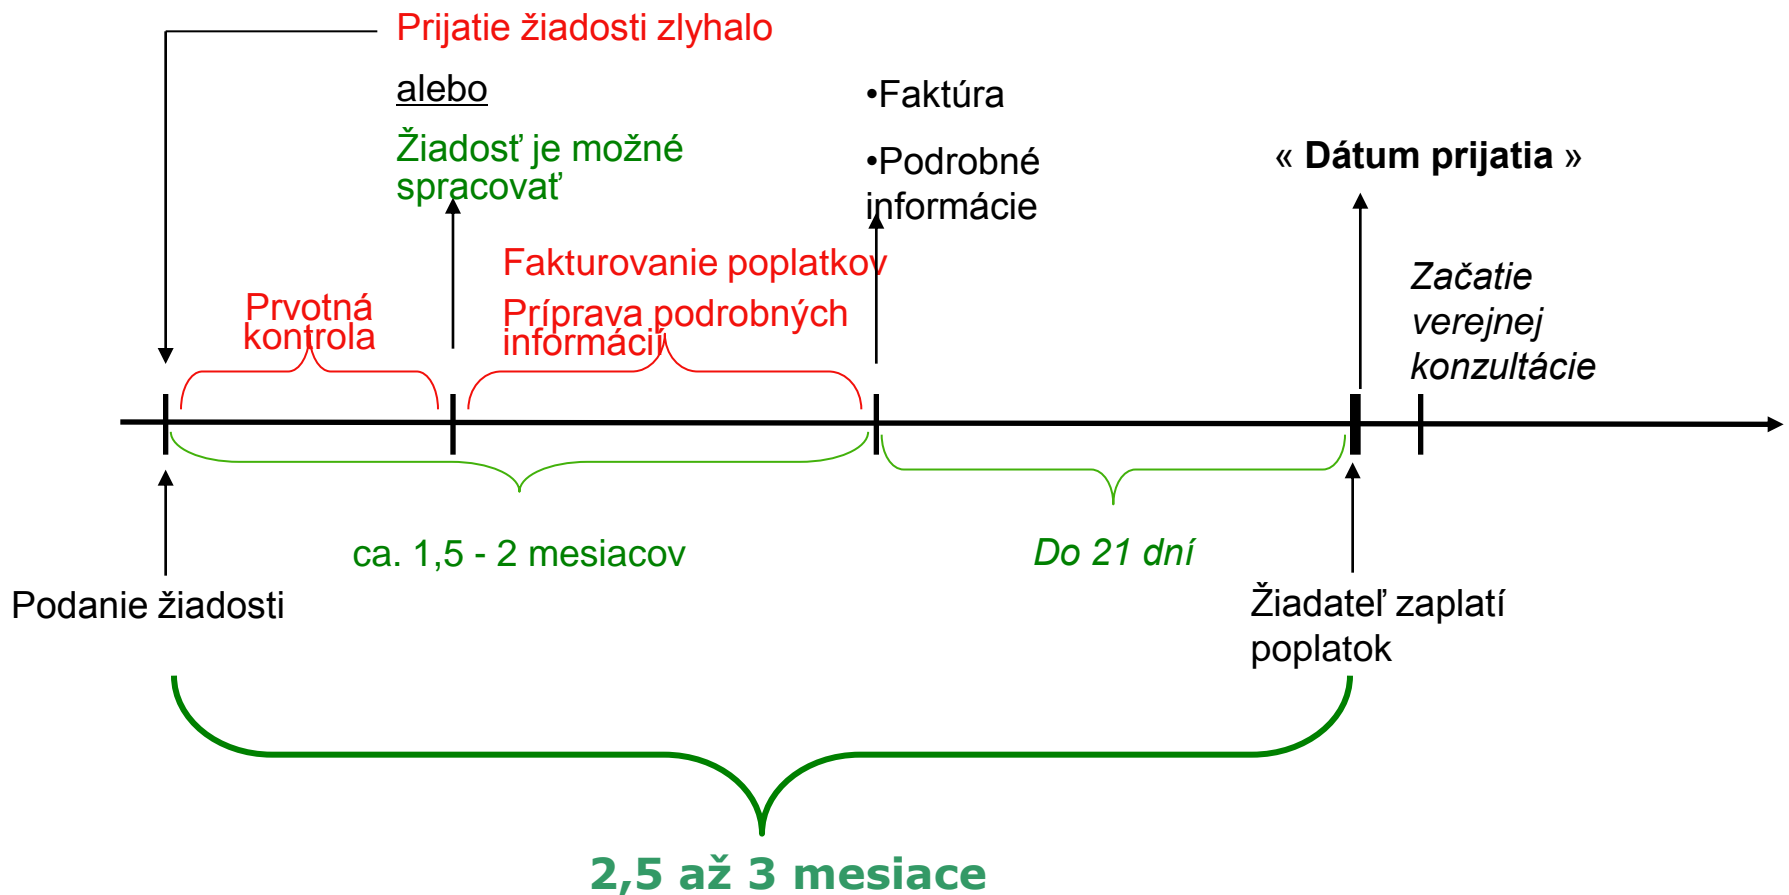 Prijatie žiadosti zlyhalo
alebo
Žiadosť je možné
spracovať
•Faktúra
•Podrobné
informácie
« Dátum prijatia »
Fakturovanie poplatkov
Príprava podrobných
informácií
Prvotná
kontrola
Začatie
verejnej
konzultácie
ca. 1,5 - 2 mesiacov
Do 21 dní
Podanie žiadosti
Žiadateľ zaplatí
poplatok
2,5 až 3 mesiace